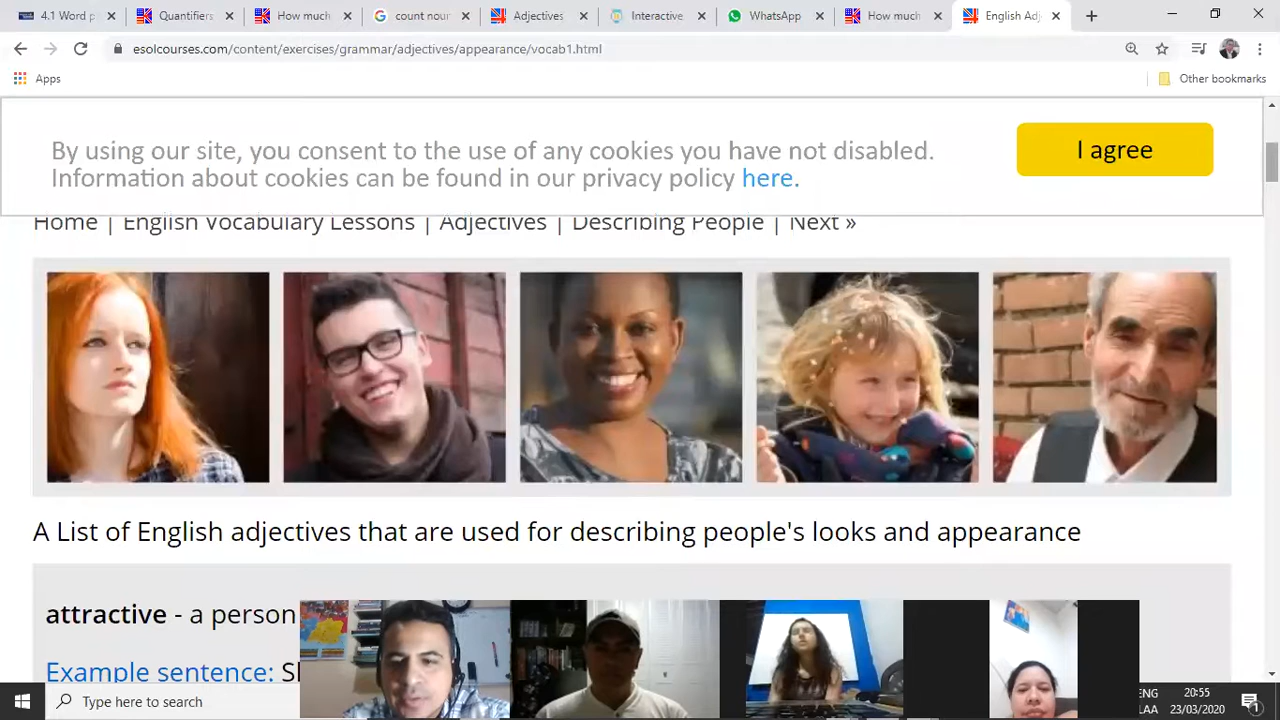 4.1 Word p
Quantifiers
How much
count nour
Adjectives
Interactive
WhatsApp
How much
English Adj
esolcourses.com/content/exercises/grammar/adjectives/appearance/vocab1.html
Apps
Other bookmarks
By using our site, you consent to the use of any cookies you have not disabled.
Information about cookies can be found in our privacy policy here.
I agree
Home | English Vocabulary Lessons | Adjectives | Describing People | Next »
A List of English adjectives that are used for describing people's looks and appearance
attractive - a person
Example sentence: S
Type here to search
ENG
LAA
20:55
23/03/2020
1